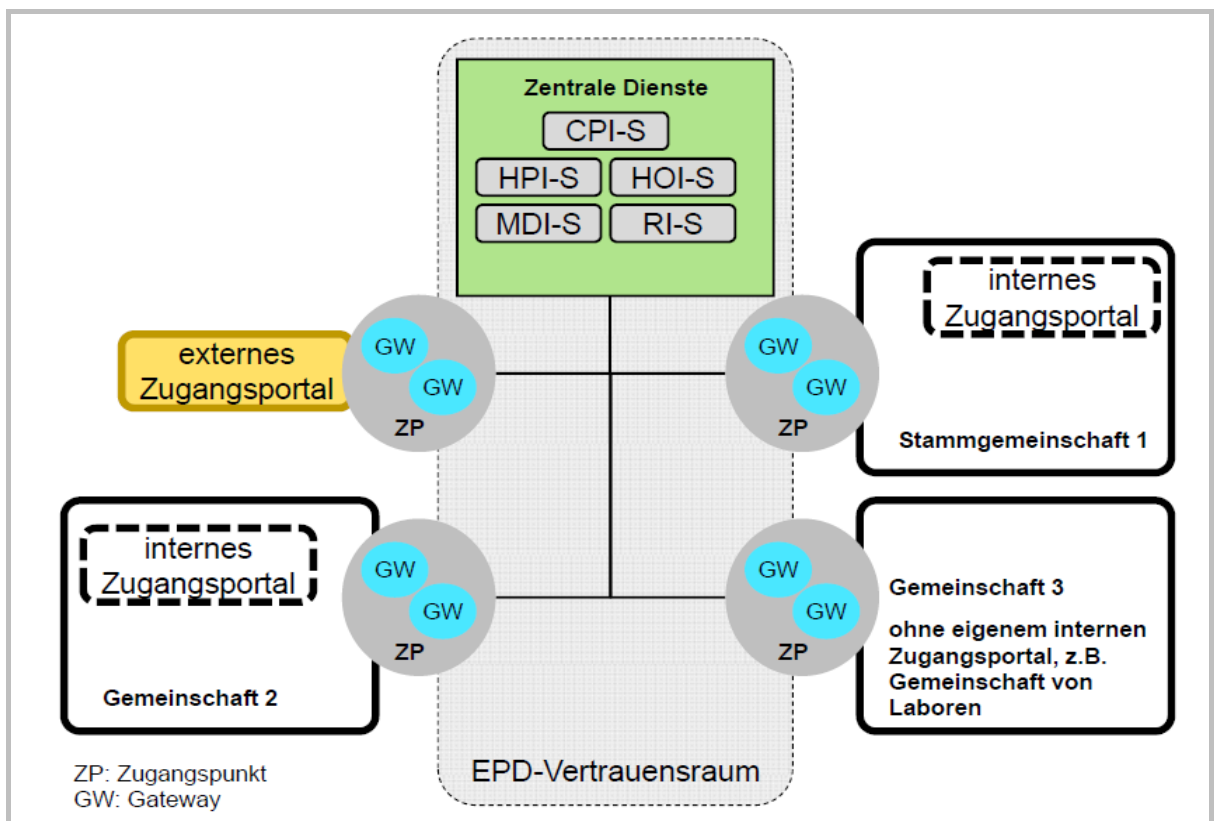 Zentrale Dienste
CPI-S
HPI-S
HOI-S
MDI-S
RI-S
externes
Zugangsportal
GW
GW
ZP
GW
GW
ZP
internes
Zugangsportal
Stammgemeinschaft 1
internes
Zugangsportal
Gemeinschaft 2
GW
GW
ZP
GW
GW
ZP
Gemeinschaft 3
ohne eigenem internen
Zugangsportal, z.B.
Gemeinschaft von
Laboren
EPD-Vertrauensraum
ZP: Zugangspunkt
GW: Gateway